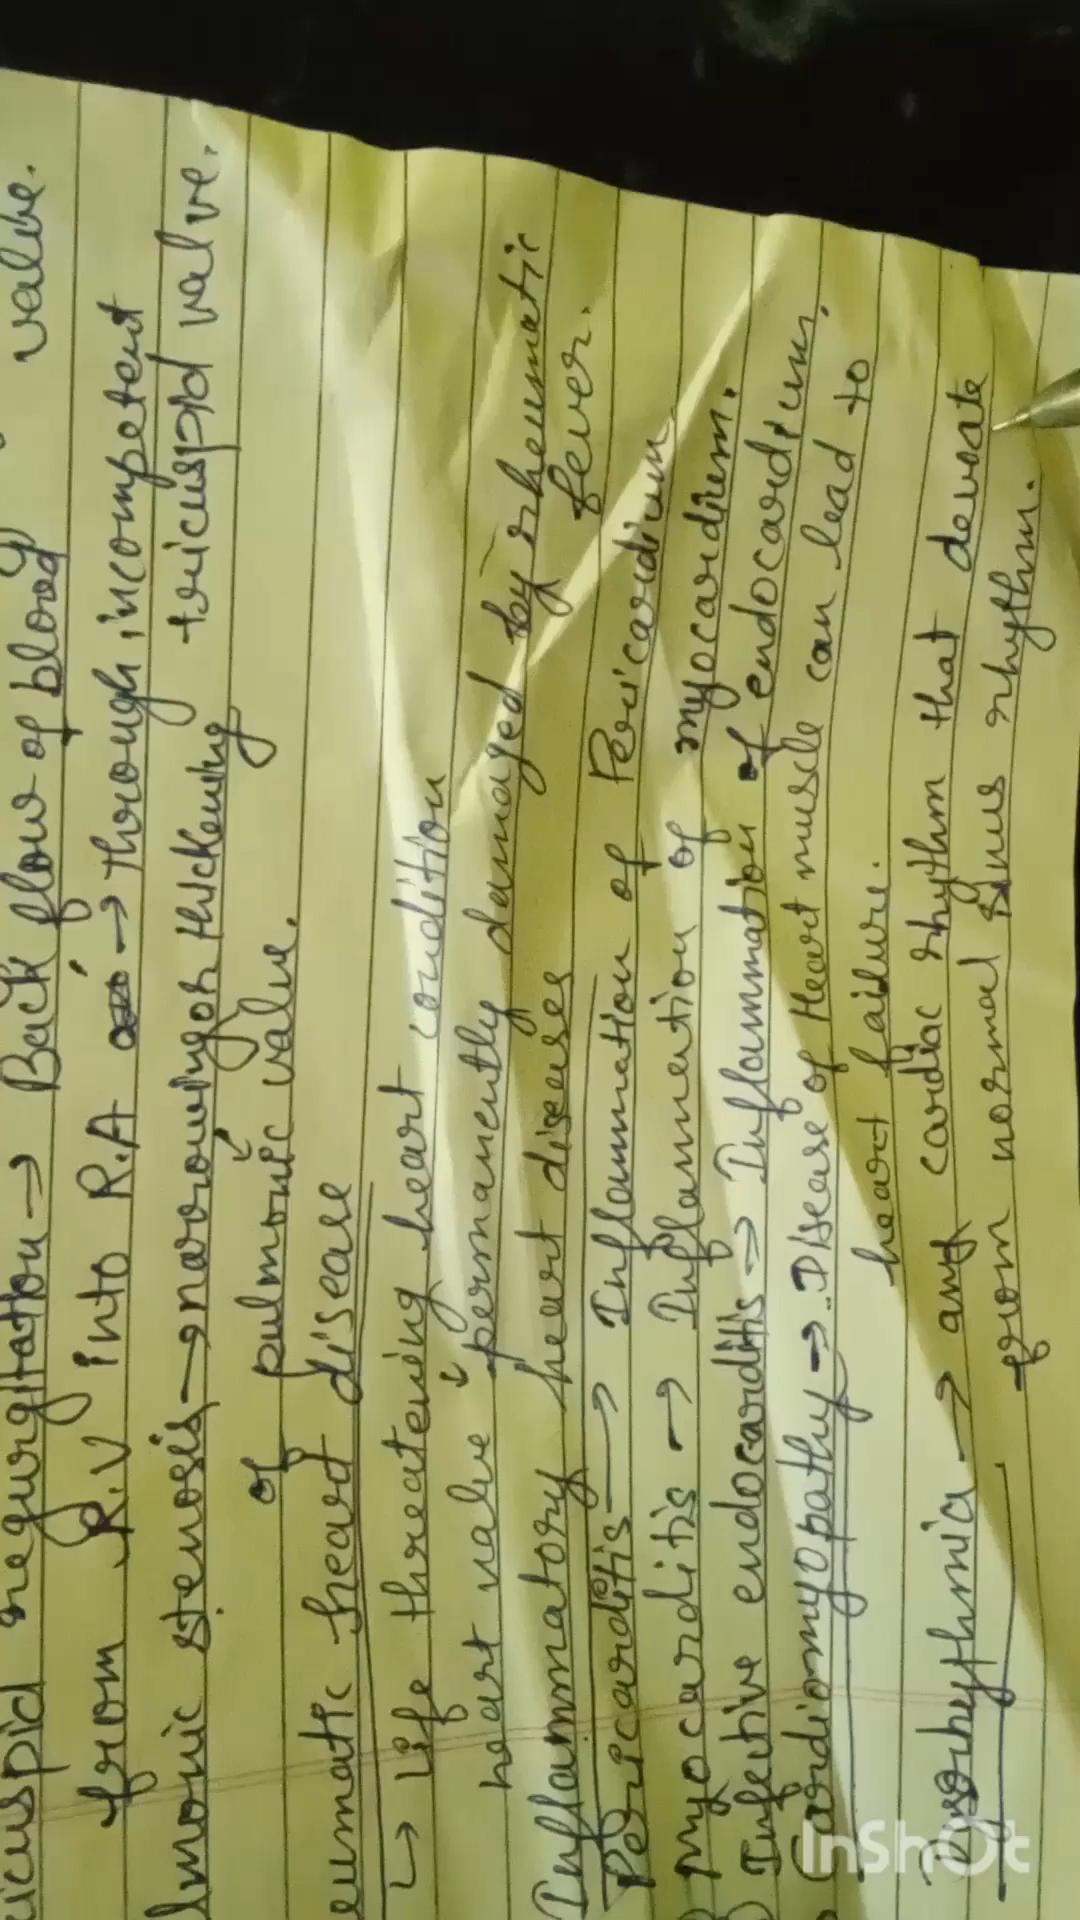 value.
icuspid regurgitation → Back flow of blood
from R.V into R.A → through incompetent
tricuspid valve.
lmonic stenosis → narrowing or thickening
of pulmonic valve.
eumatic heart disease
↳ life threatening heart condition
heart valve permanently damaged by rheumatic
fever.
Inflammatory heart diseases
Pericarditis → Inflammation of Pericardium
myocarditis → Inflammation of myocardium.
Infective endocarditis → Inflammation of endocardium.
Cardiomyopathy → Disease of Heart muscle can lead to
heart failure.
Dysrhythmia → any cardiac rhythm that deviate
from normal sinus rhythm.
InShOt